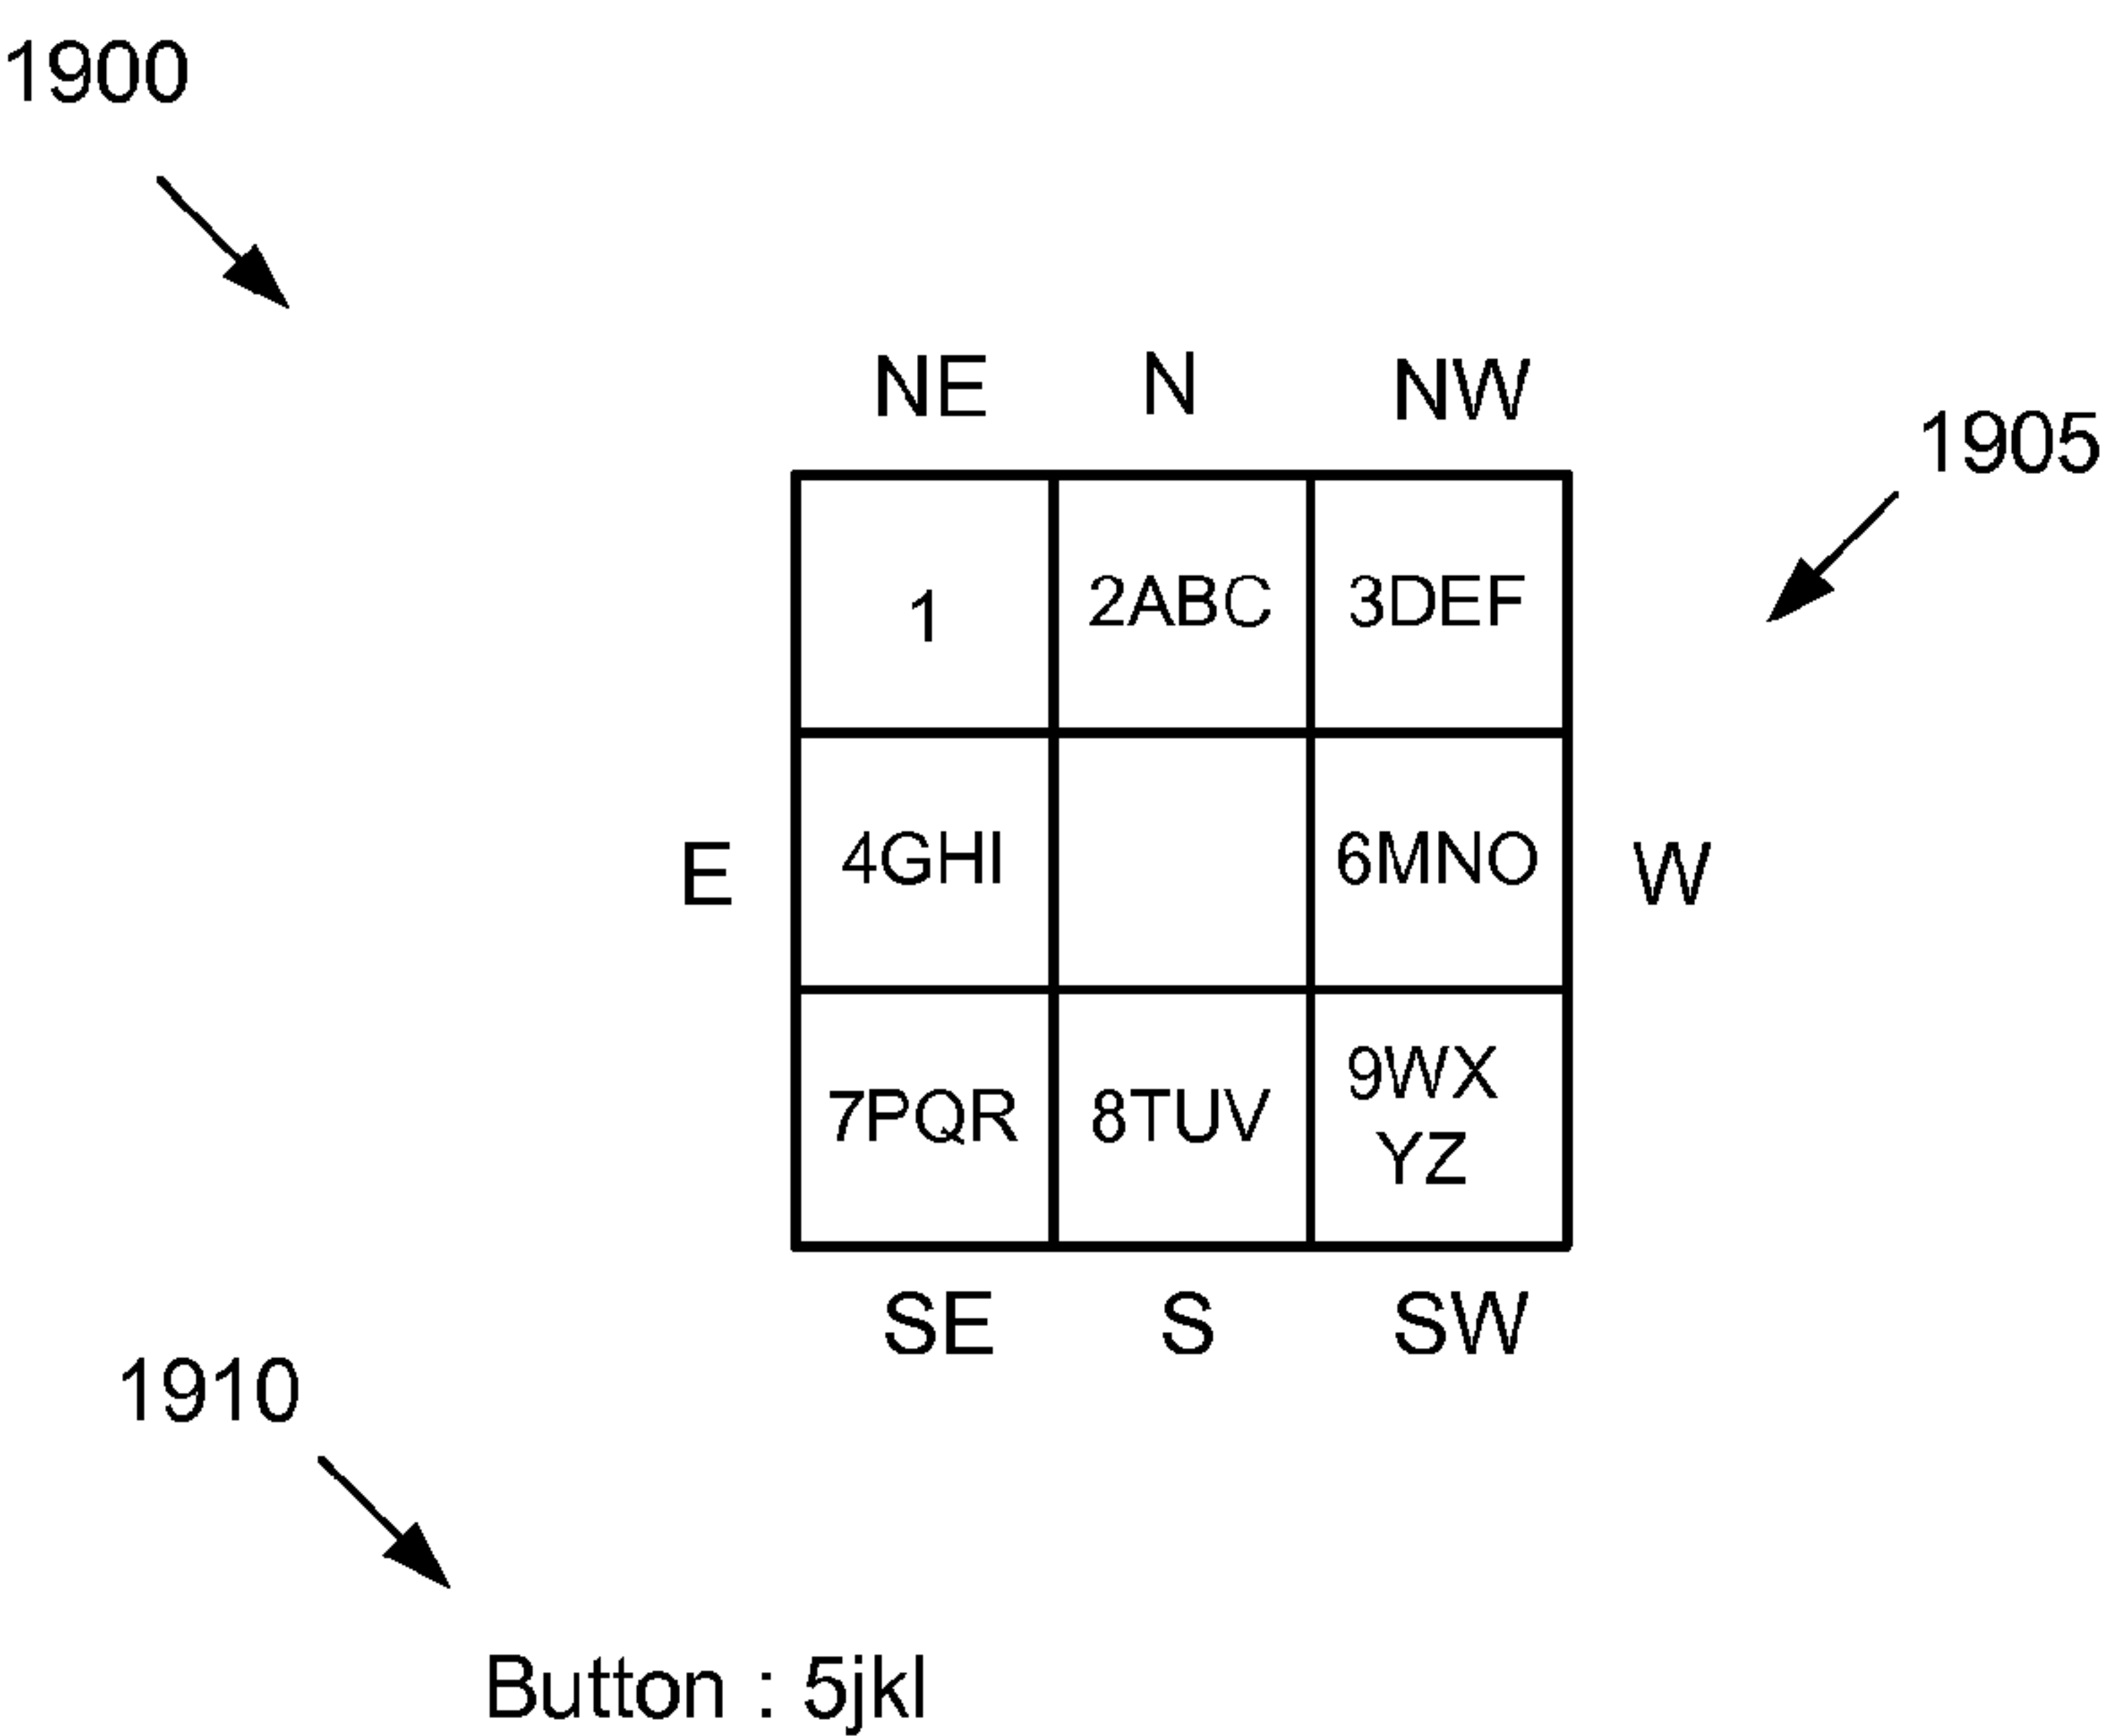 1900
NE N NW
1905
1 2ABC 3DEF
E 4GHI 6MNO W
7PQR 8TUV 9WX
YZ
SE S SW
1910
Button : 5jkl